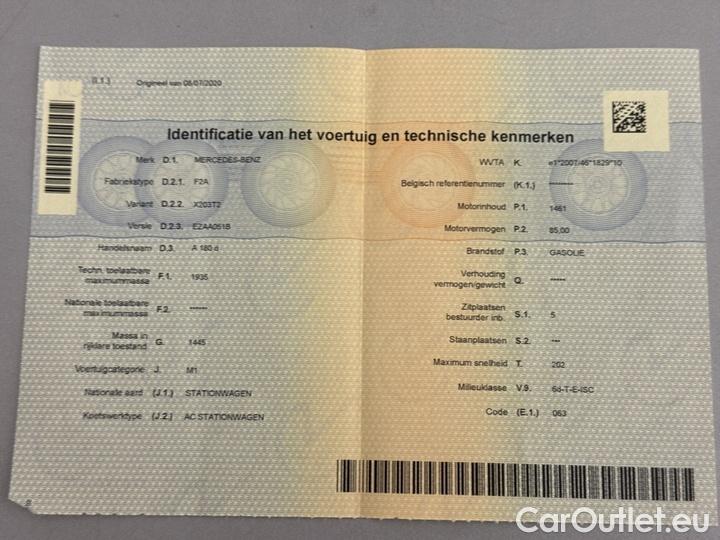 (I.1.) Origineel van 06/07/2020
Identificatie van het voertuig en technische kenmerken
Merk D.1. MERCEDES-BENZ
Fabriekstype D.2.1. F2A
Variant D.2.2. X203T2
Versie D.2.3. EZAA051B
Handelsnaam D.3. A 180 d
Techn. toelaatbare
maximummassa F.1. 1935
Nationale toelaatbare
maximummassa F.2. ******
Massa in
rijklare toestand G. 1445
Voertuigcategorie J. M1
Nationale aard (J.1.) STATIONWAGEN
Koetswerktype (J.2.) AC STATIONWAGEN
WVTA K. e1*2007/46*1829*10
Belgisch referentienummer (K.1.) ********
Motorinhoud P.1. 1461
Motorvermogen P.2. 85,00
Brandstof P.3. GASOLIE
Verhouding
vermogen/gewicht Q. *****
Zitplaatsen
bestuurder inb. S.1. 5
Staanplaatsen S.2. ***
Maximum snelheid T. 202
Milieuklasse V.9. 6d-T-E-ISC
Code (E.1.) 063
CarOutlet.eu